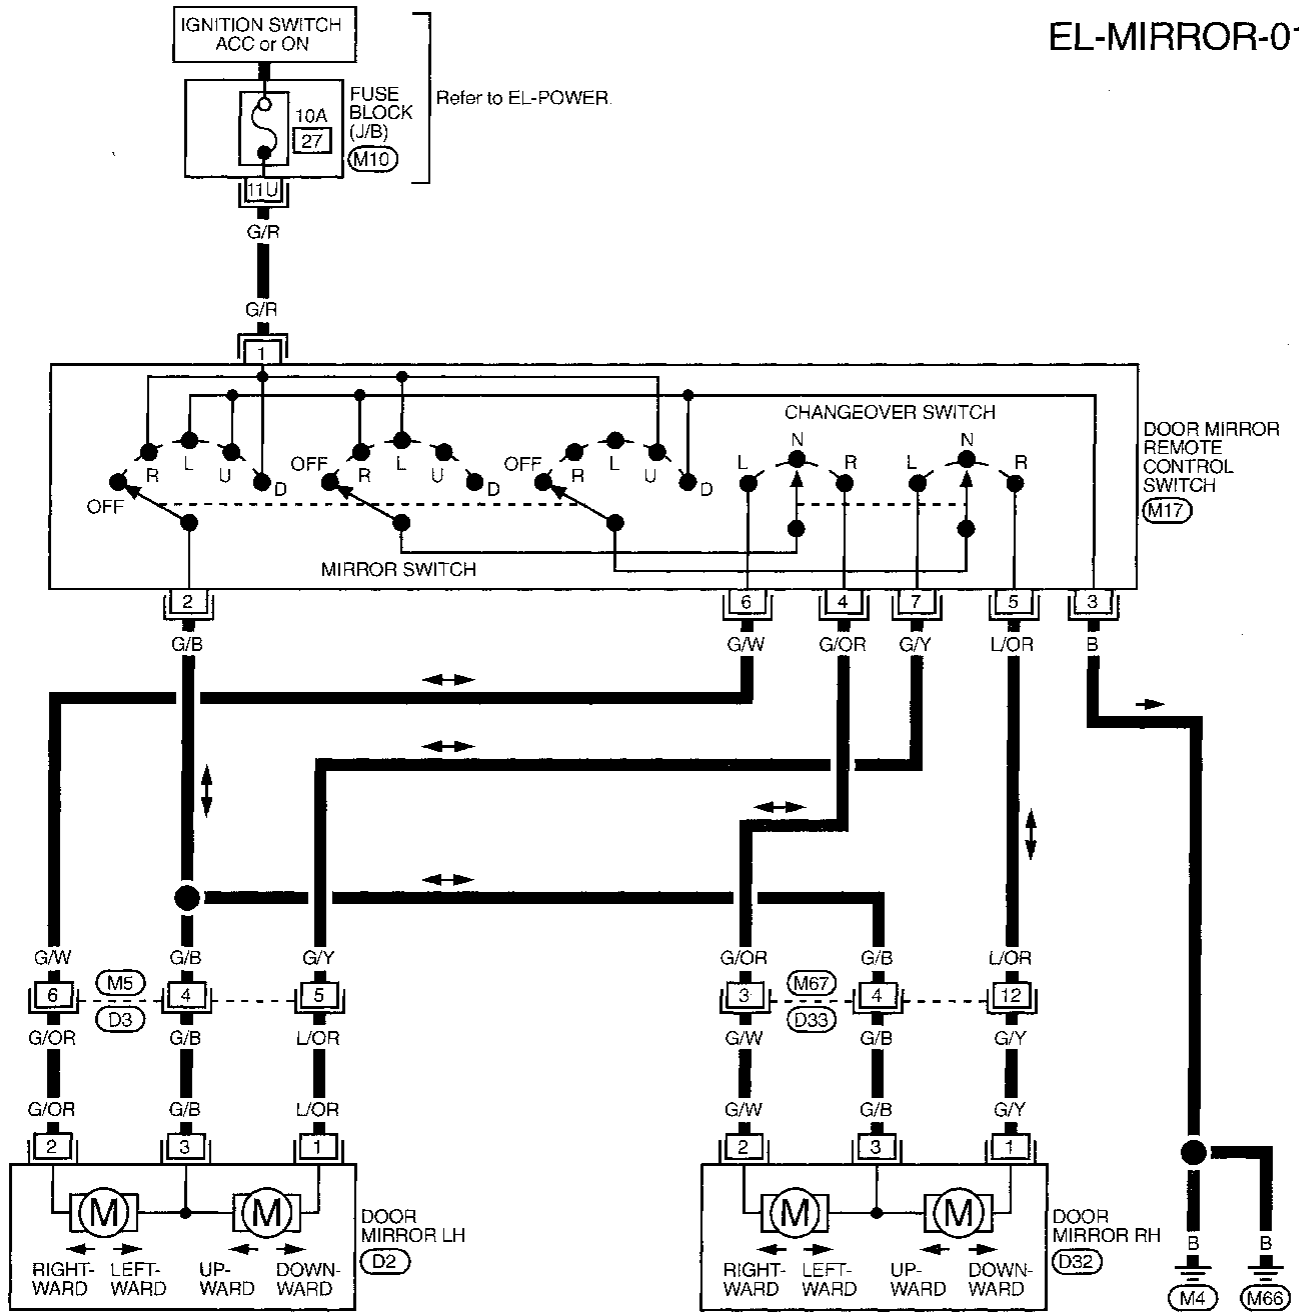 EL-MIRROR-01
IGNITION SWITCH
ACC or ON
FUSE
BLOCK
(J/B)
M10
10A
27
Refer to EL-POWER.
11U
G/R
G/R
1
CHANGEOVER SWITCH
OFF R L U D
OFF R L U D
OFF R L U D
L N R
L N R
MIRROR SWITCH
DOOR MIRROR
REMOTE
CONTROL
SWITCH
M17
2 6 4 7 5 3
G/B G/W G/OR G/Y L/OR B
G/W G/B G/Y G/OR G/B L/OR
6 M5 4 5 3 M67 4 12
D3 D33
G/OR G/B L/OR G/W G/B G/Y
G/OR G/B L/OR G/W G/B G/Y
2 3 1 2 3 1
M M M M
DOOR
MIRROR LH
D2
DOOR
MIRROR RH
D32
RIGHT-
WARD
LEFT-
WARD
UP-
WARD
DOWN-
WARD
RIGHT-
WARD
LEFT-
WARD
UP-
WARD
DOWN-
WARD
B B
M4 M66